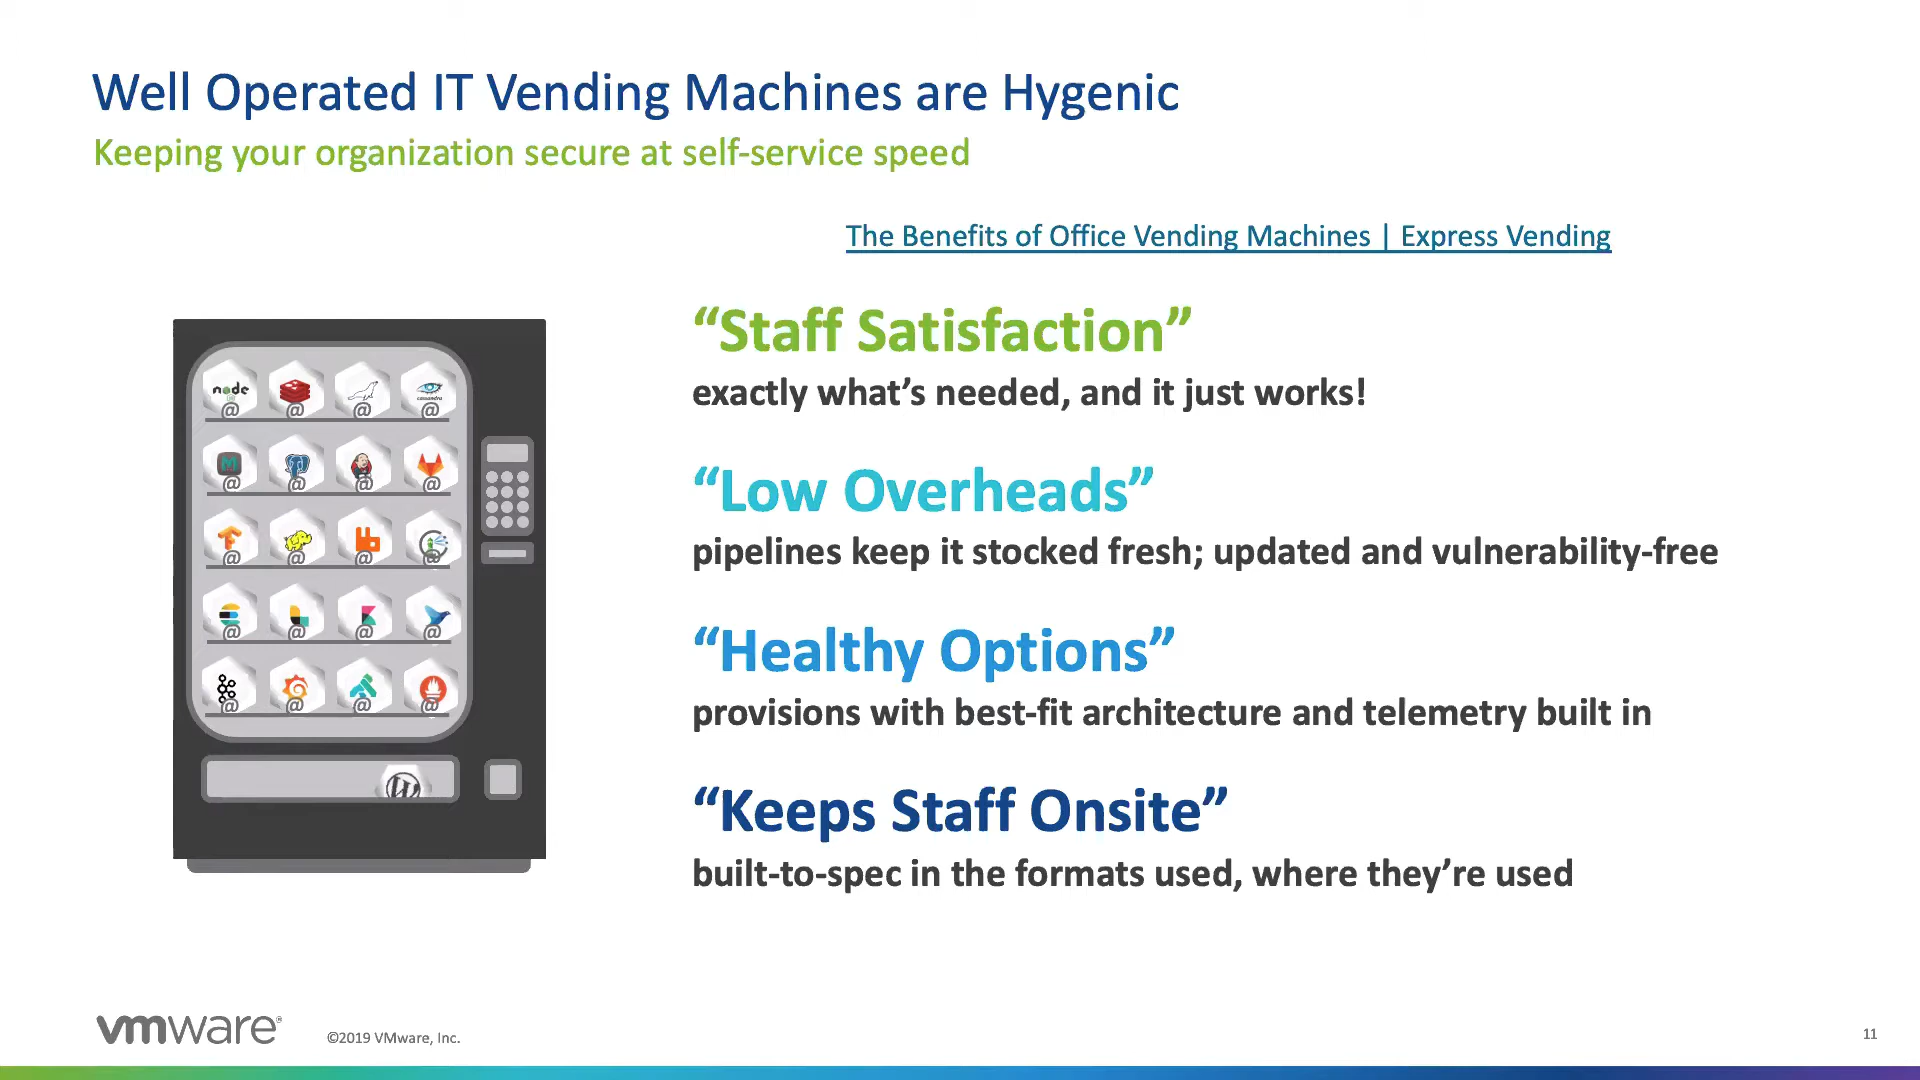 Well Operated IT Vending Machines are Hygenic
Keeping your organization secure at self-service speed
The Benefits of Office Vending Machines | Express Vending
“Staff Satisfaction”
exactly what’s needed, and it just works!
“Low Overheads”
pipelines keep it stocked fresh; updated and vulnerability-free
“Healthy Options”
provisions with best-fit architecture and telemetry built in
“Keeps Staff Onsite”
built-to-spec in the formats used, where they’re used
node
cassandra
@ @ @ @
M
@ @ @ @
@ @ @ @
@ @ @ @
@ @ @ @
W
vmware®
©2019 VMware, Inc.
11